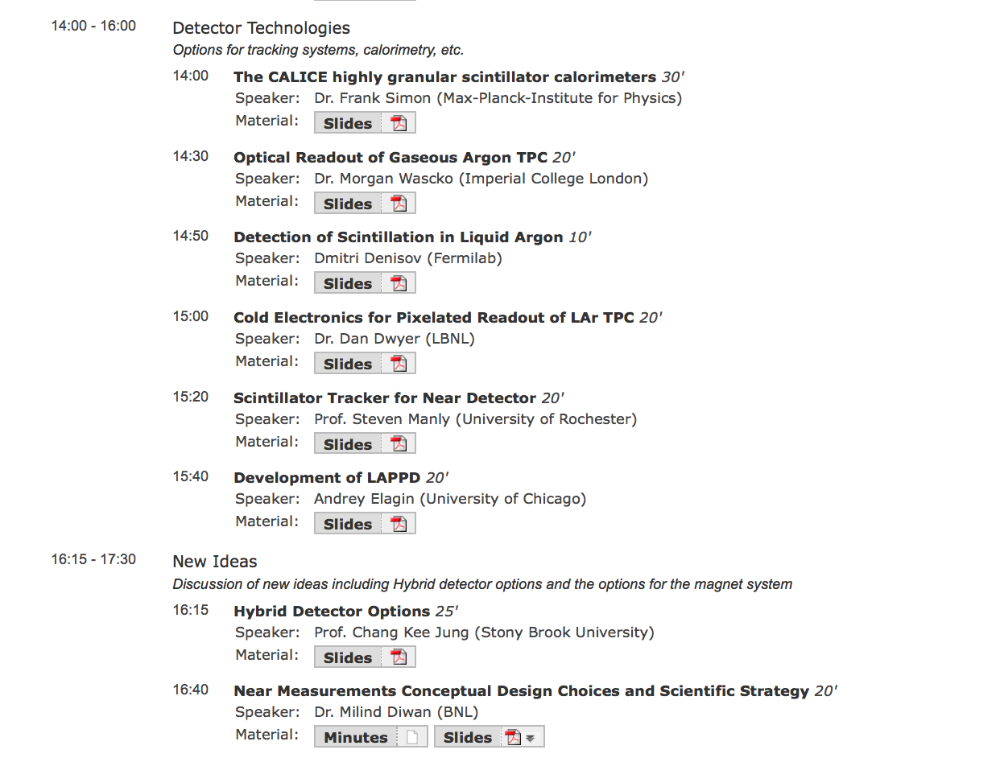 14:00 - 16:00 Detector Technologies
Options for tracking systems, calorimetry, etc.
14:00 The CALICE highly granular scintillator calorimeters 30'
Speaker: Dr. Frank Simon (Max-Planck-Institute for Physics)
Material: Slides
14:30 Optical Readout of Gaseous Argon TPC 20'
Speaker: Dr. Morgan Wascko (Imperial College London)
Material: Slides
14:50 Detection of Scintillation in Liquid Argon 10'
Speaker: Dmitri Denisov (Fermilab)
Material: Slides
15:00 Cold Electronics for Pixelated Readout of LAr TPC 20'
Speaker: Dr. Dan Dwyer (LBNL)
Material: Slides
15:20 Scintillator Tracker for Near Detector 20'
Speaker: Prof. Steven Manly (University of Rochester)
Material: Slides
15:40 Development of LAPPD 20'
Speaker: Andrey Elagin (University of Chicago)
Material: Slides
16:15 - 17:30 New Ideas
Discussion of new ideas including Hybrid detector options and the options for the magnet system
16:15 Hybrid Detector Options 25'
Speaker: Prof. Chang Kee Jung (Stony Brook University)
Material: Slides
16:40 Near Measurements Conceptual Design Choices and Scientific Strategy 20'
Speaker: Dr. Milind Diwan (BNL)
Material: Minutes Slides